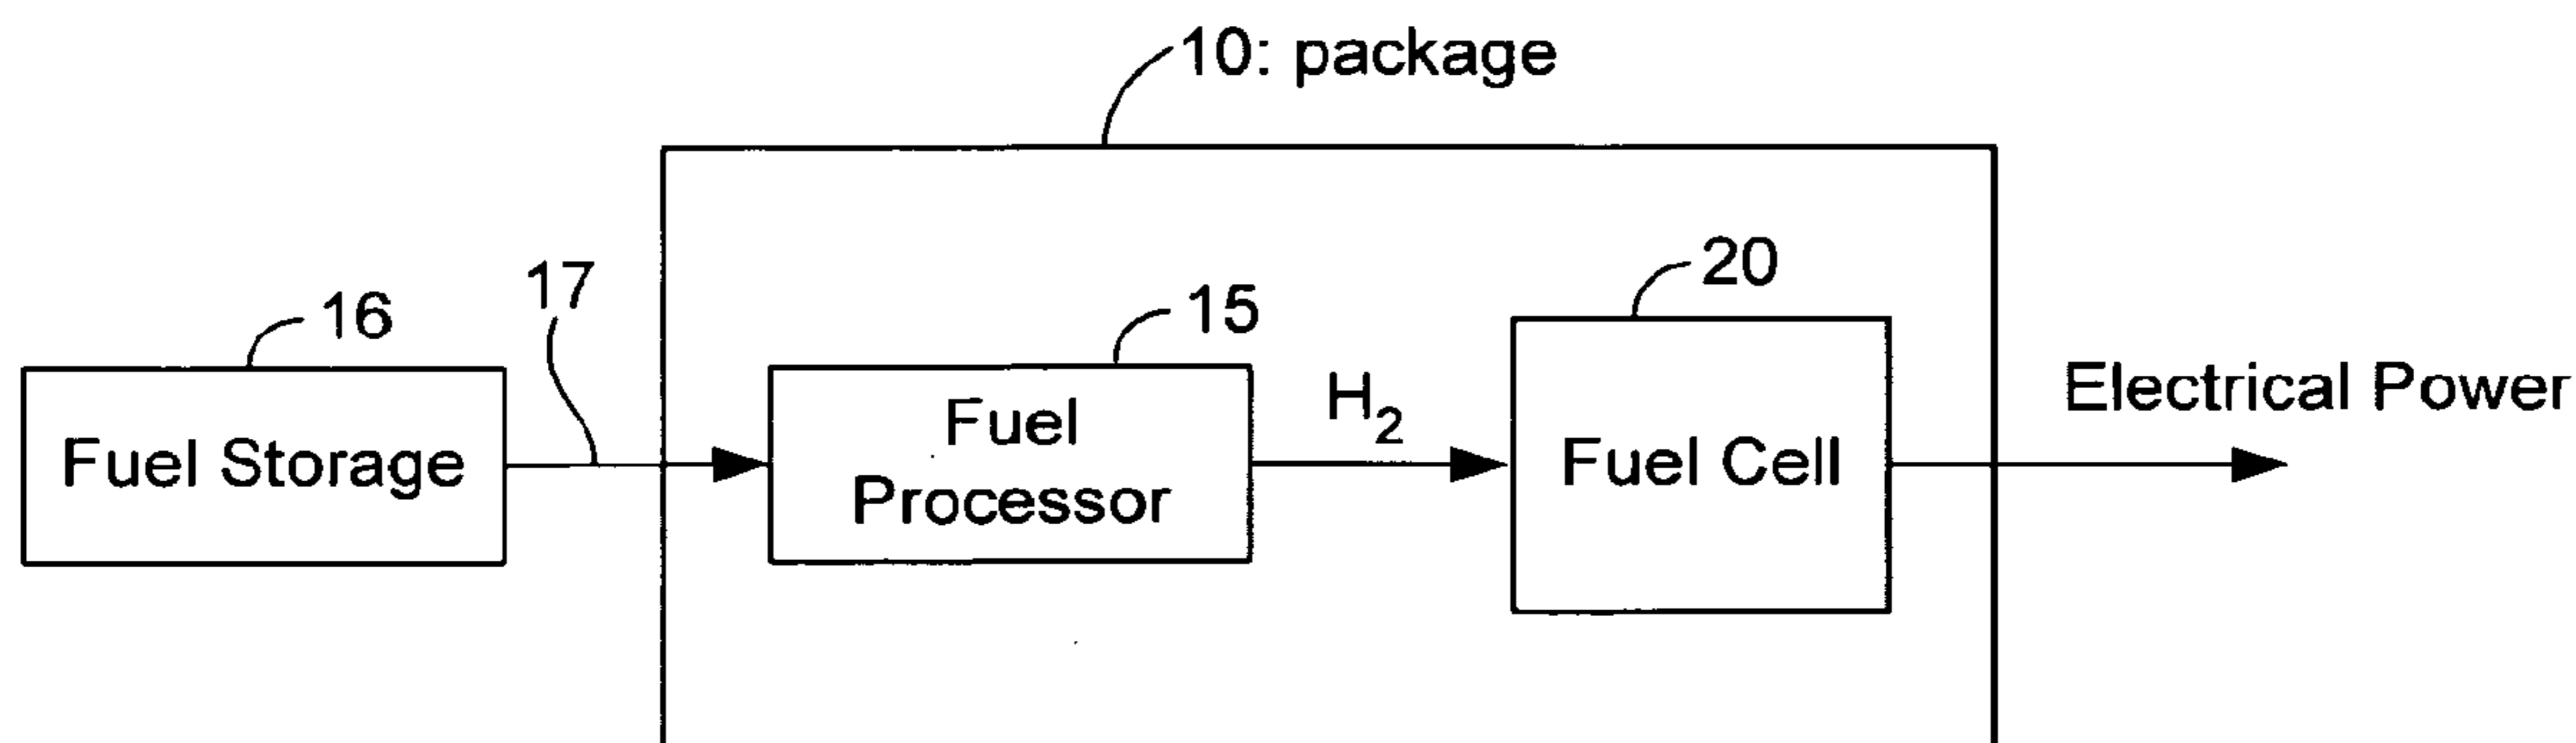 10: package
17
16
15
20
H₂
Electrical Power
Fuel Storage
Fuel
Processor
Fuel Cell